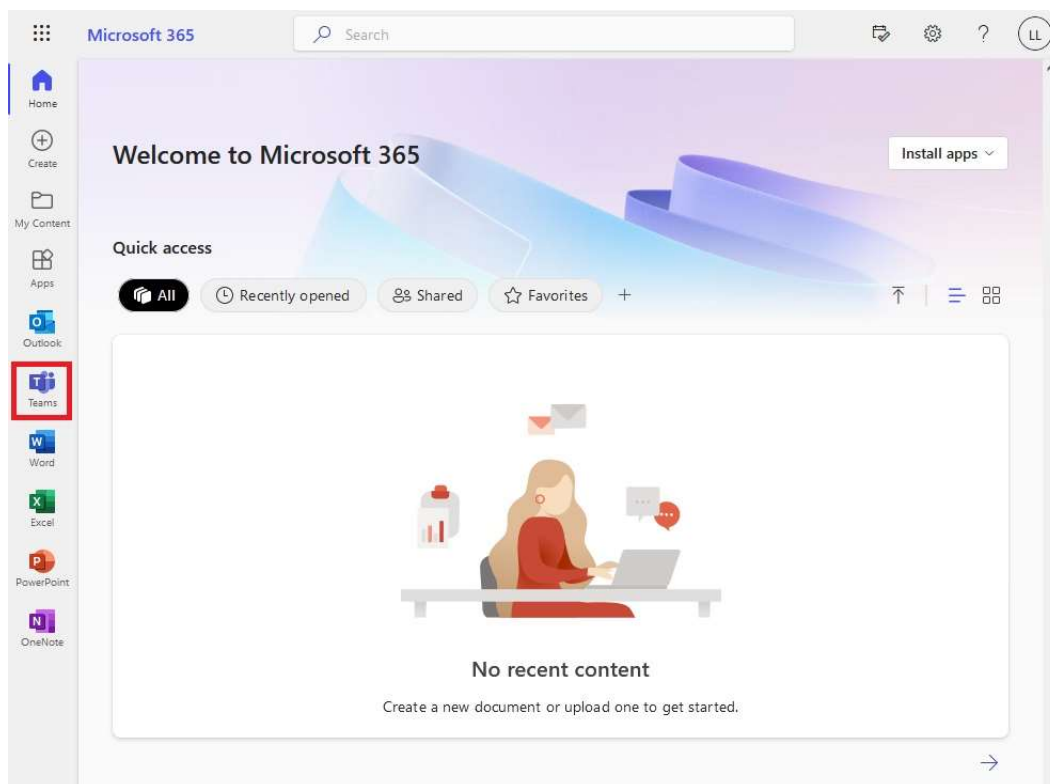 Microsoft 365
Search
LL
Home
Create
My Content
Apps
Outlook
Teams
Word
Excel
PowerPoint
OneNote
Welcome to Microsoft 365
Install apps
Quick access
All
Recently opened
Shared
Favorites
No recent content
Create a new document or upload one to get started.